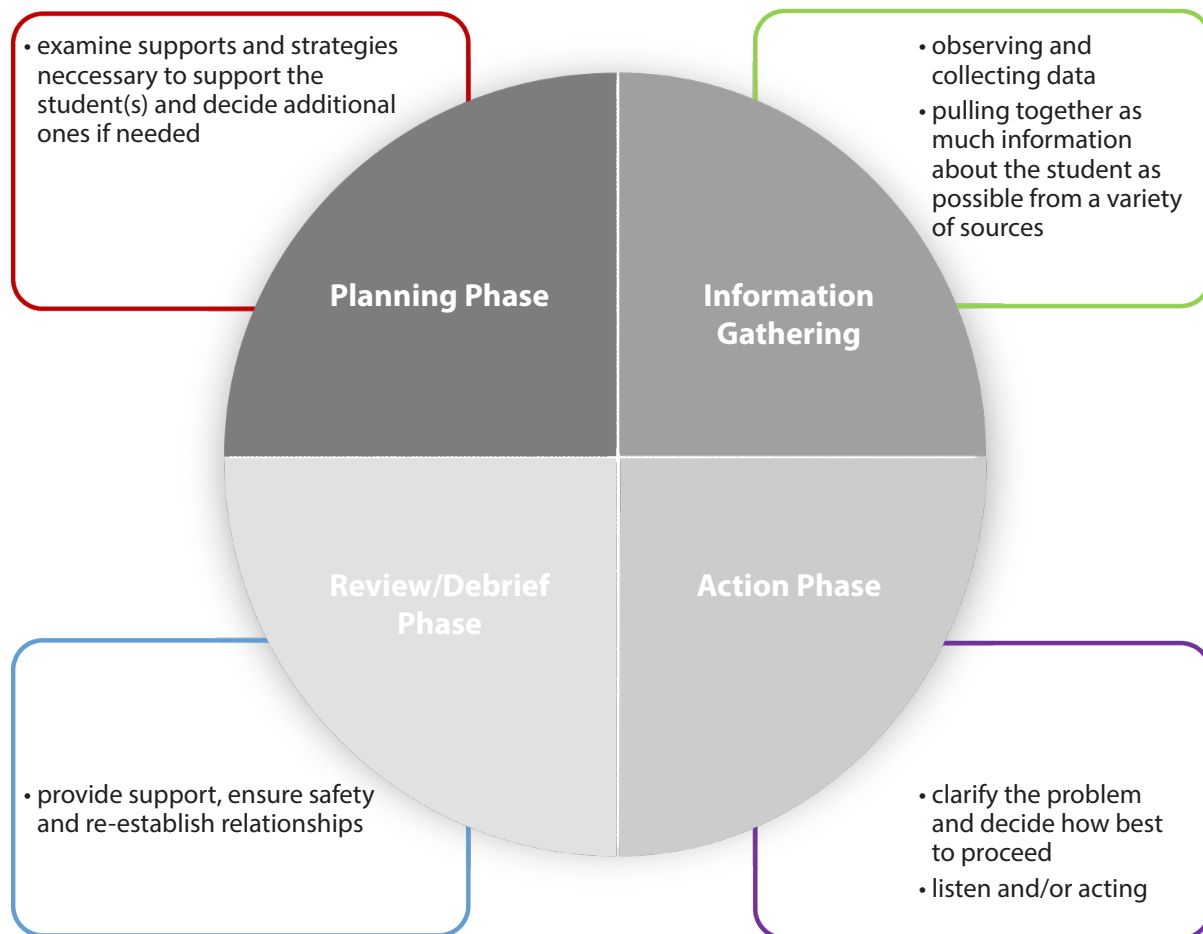 • examine supports and strategies
neccessary to support the
student(s) and decide additional
ones if needed
• observing and
collecting data
• pulling together as
much information
about the student as
possible from a variety
of sources
Planning Phase
Information
Gathering
Review/Debrief
Phase
Action Phase
• provide support, ensure safety
and re-establish relationships
• clarify the problem
and decide how best
to proceed
• listen and/or acting